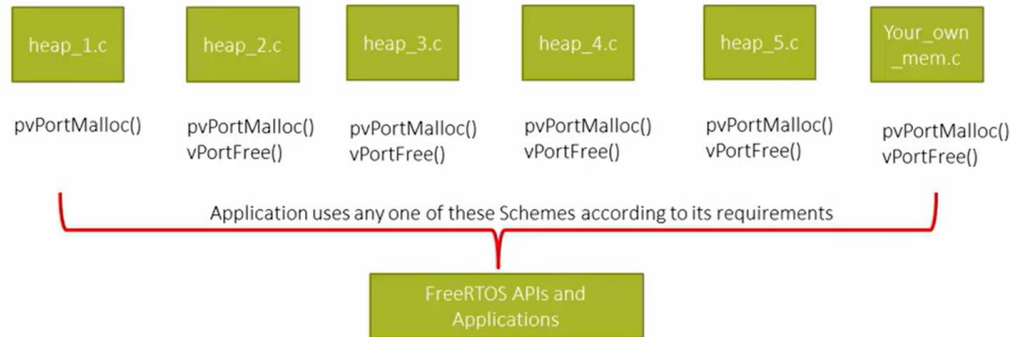 heap_1.c
heap_2.c
heap_3.c
heap_4.c
heap_5.c
Your_own
_mem.c
pvPortMalloc()
pvPortMalloc()
vPortFree()
pvPortMalloc()
vPortFree()
pvPortMalloc()
vPortFree()
pvPortMalloc()
vPortFree()
pvPortMalloc()
vPortFree()
Application uses any one of these Schemes according to its requirements
FreeRTOS APIs and
Applications